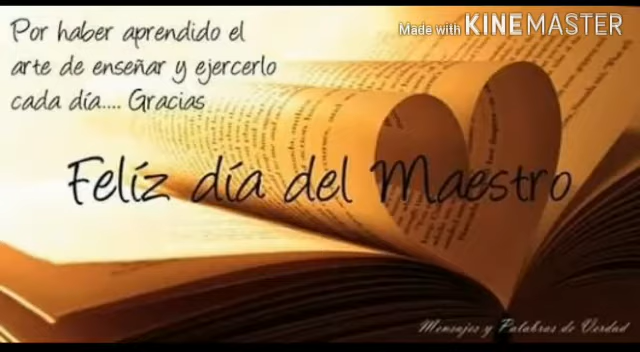 Por haber aprendido el
arte de enseñar y ejercerlo
cada día.... Gracias
Made with KINEMASTER
Felíz día del Maestro
Mensajes y Palabras de Verdad